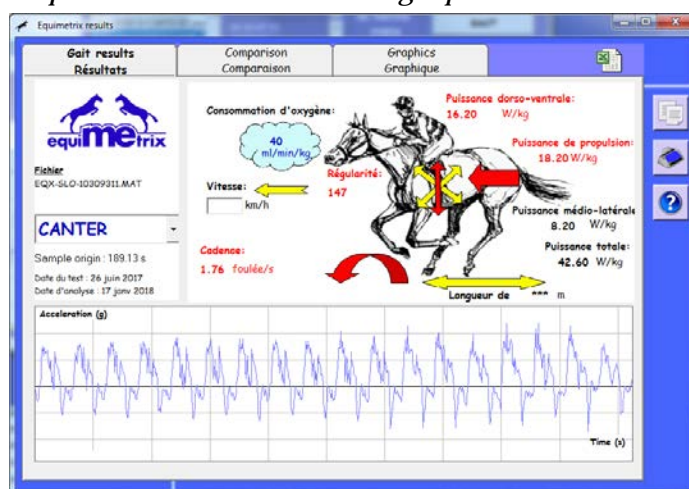 Equimetrix results
Gait results
Résultats
Comparison
Comparaison
Graphics
Graphique
equiMEtrix
Fichier
EQX-SLO-10309311.MAT
CANTER
Sample origin : 189.13 s
Date du test : 26 juin 2017
Date d'analyse : 17 janv 2018
Consommation d'oxygène:
40
ml/min/kg
Vitesse:
km/h
Régularité:
147
Cadence:
1.76 foulée/s
Puissance dorso-ventrale:
16.20 W/kg
Puissance de propulsion:
18.20 W/kg
Puissance médio-latérale
8.20 W/kg
Puissance totale:
42.60 W/kg
Longueur de *** m
Acceleration (g)
Time (s)